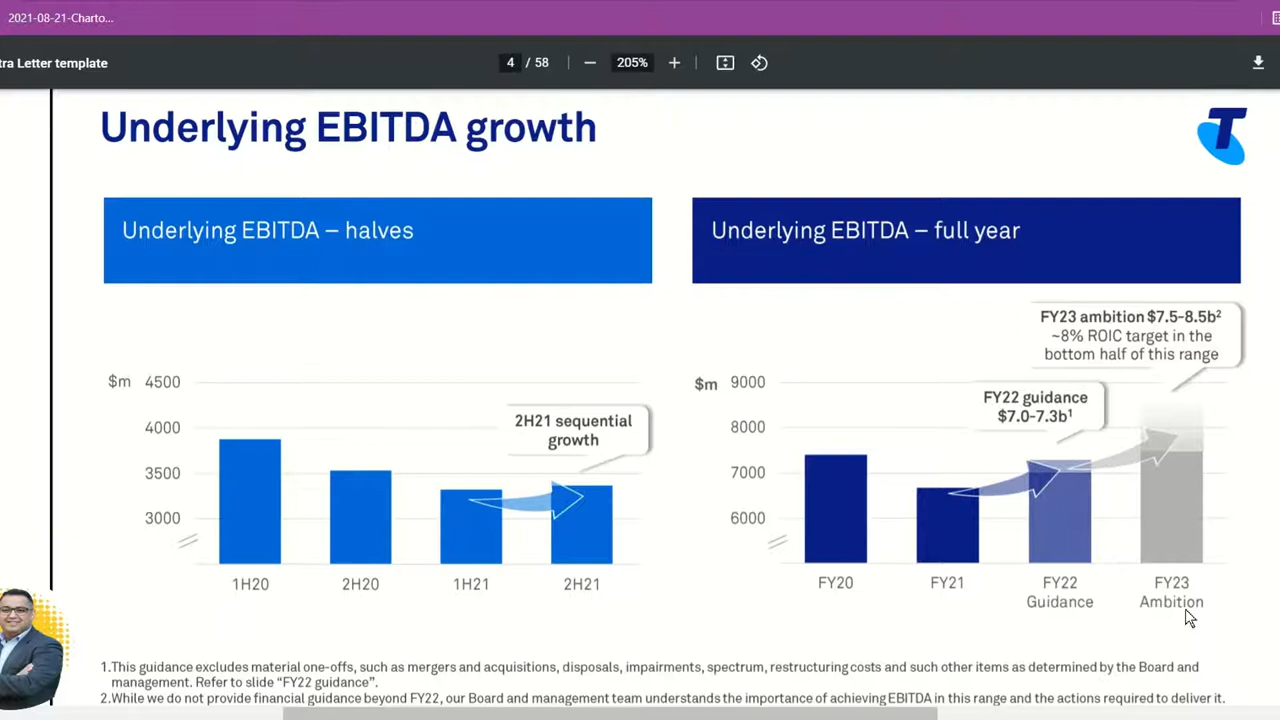 2021-08-21-Charto...
tra Letter template
4 / 58
205%
Underlying EBITDA growth
T
Underlying EBITDA – halves
$m
4500
4000
3500
3000
2H21 sequential
growth
1H20
2H20
1H21
2H21
Underlying EBITDA – full year
FY23 ambition $7.5-8.5b²
~8% ROIC target in the
bottom half of this range
FY22 guidance
$7.0-7.3b¹
$m
9000
8000
7000
6000
FY20
FY21
FY22
Guidance
FY23
Ambition
1.This guidance excludes material one-offs, such as mergers and acquisitions, disposals, impairments, spectrum, restructuring costs and such other items as determined by the Board and
management. Refer to slide “FY22 guidance”.
2.While we do not provide financial guidance beyond FY22, our Board and management team understands the importance of achieving EBITDA in this range and the actions required to deliver it.